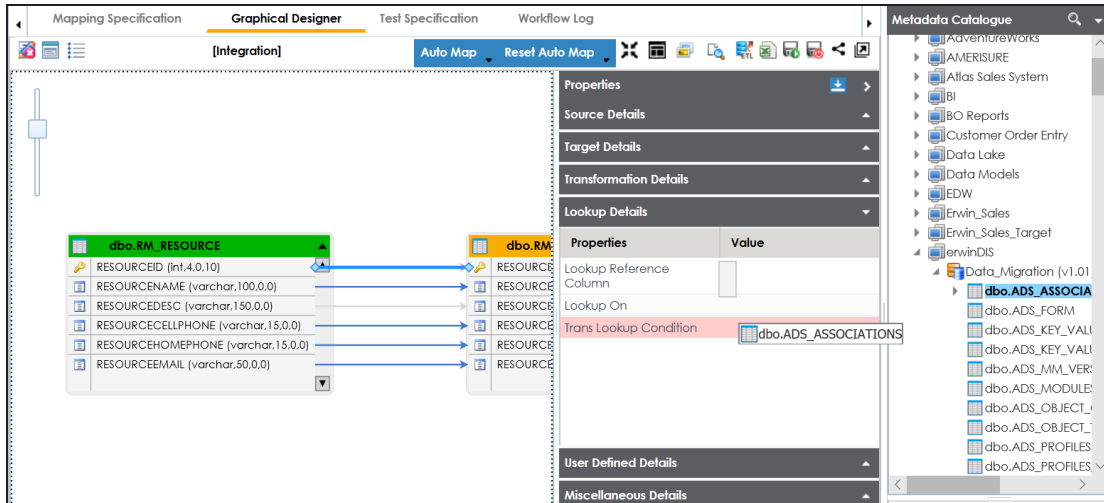 Mapping Specification
Graphical Designer
Test Specification
Workflow Log
[Integration]
Auto Map
Reset Auto Map
ETL
dbo.RM_RESOURCE
RESOURCEID (int,4,0,10)
RESOURCENAME (varchar,100,0,0)
RESOURCEDESC (varchar,150,0,0)
RESOURCECELLPHONE (varchar,15,0,0)
RESOURCEHOMEPHONE (varchar,15,0,0)
RESOURCEEMAIL (varchar,50,0,0)
dbo.RM
RESOURCE
RESOURCE
RESOURCE
RESOURCE
RESOURCE
RESOURCE
Properties
Source Details
Target Details
Transformation Details
Lookup Details
Properties
Value
Lookup Reference
Column
Lookup On
Trans Lookup Condition
dbo.ADS_ASSOCIATIONS
User Defined Details
Miscellaneous Details
Metadata Catalogue
AdventureWorks
AMERISURE
Atlas Sales System
BI
BO Reports
Customer Order Entry
Data Lake
Data Models
EDW
Erwin_Sales
Erwin_Sales_Target
erwinDIS
Data_Migration (v1.01
dbo.ADS_ASSOCIA
dbo.ADS_FORM
dbo.ADS_KEY_VALU
dbo.ADS_KEY_VALU
dbo.ADS_MM_VERS
dbo.ADS_MODULES
dbo.ADS_OBJECT_
dbo.ADS_OBJECT_
dbo.ADS_PROFILES
dbo.ADS_PROFILES_